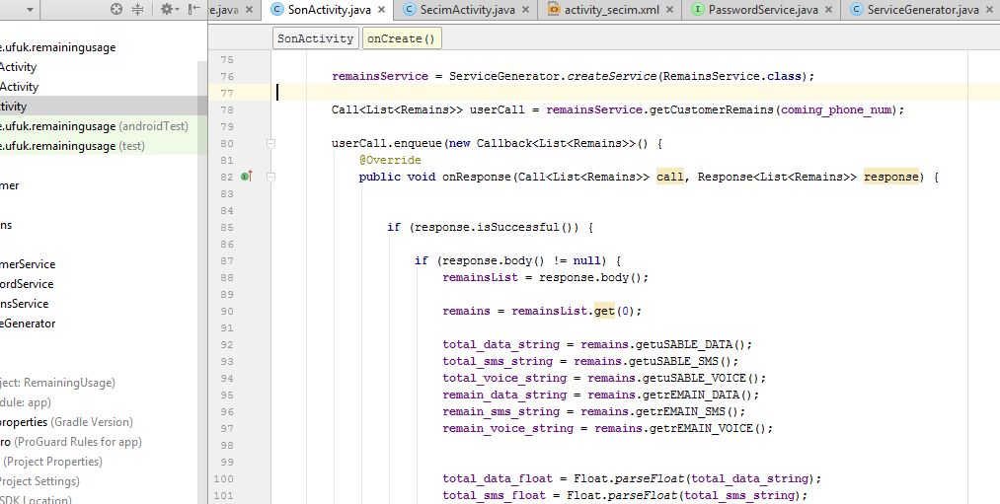 e.java
SonActivity.java
SecimActivity.java
activity_secim.xml
PasswordService.java
ServiceGenerator.java
SonActivity
onCreate()
e.ufuk.remainingusage
Activity
Activity
tivity
e.ufuk.remainingusage (androidTest)
e.ufuk.remainingusage (test)
mer
ns
merService
ordService
nsService
eGenerator
ject: RemainingUsage)
dule: app)
properties (Gradle Version)
ro (ProGuard Rules for app)
(Project Properties)
Project Settings)
SDK Location)
75
76 remainsService = ServiceGenerator.createService(RemainsService.class);
77
78 Call<List<Remains>> userCall = remainsService.getCustomerRemains(coming_phone_num);
79
80 userCall.enqueue(new Callback<List<Remains>>() {
81 @Override
82 public void onResponse(Call<List<Remains>> call, Response<List<Remains>> response) {
83
84
85 if (response.isSuccessful()) {
86
87 if (response.body() != null) {
88 remainsList = response.body();
89
90 remains = remainsList.get(0);
91
92 total_data_string = remains.getuSABLE_DATA();
93 total_sms_string = remains.getuSABLE_SMS();
94 total_voice_string = remains.getuSABLE_VOICE();
95 remain_data_string = remains.getrEMAIN_DATA();
96 remain_sms_string = remains.getrEMAIN_SMS();
97 remain_voice_string = remains.getrEMAIN_VOICE();
98
99
100 total_data_float = Float.parseFloat(total_data_string);
101 total_sms_float = Float.parseFloat(total_sms_string);